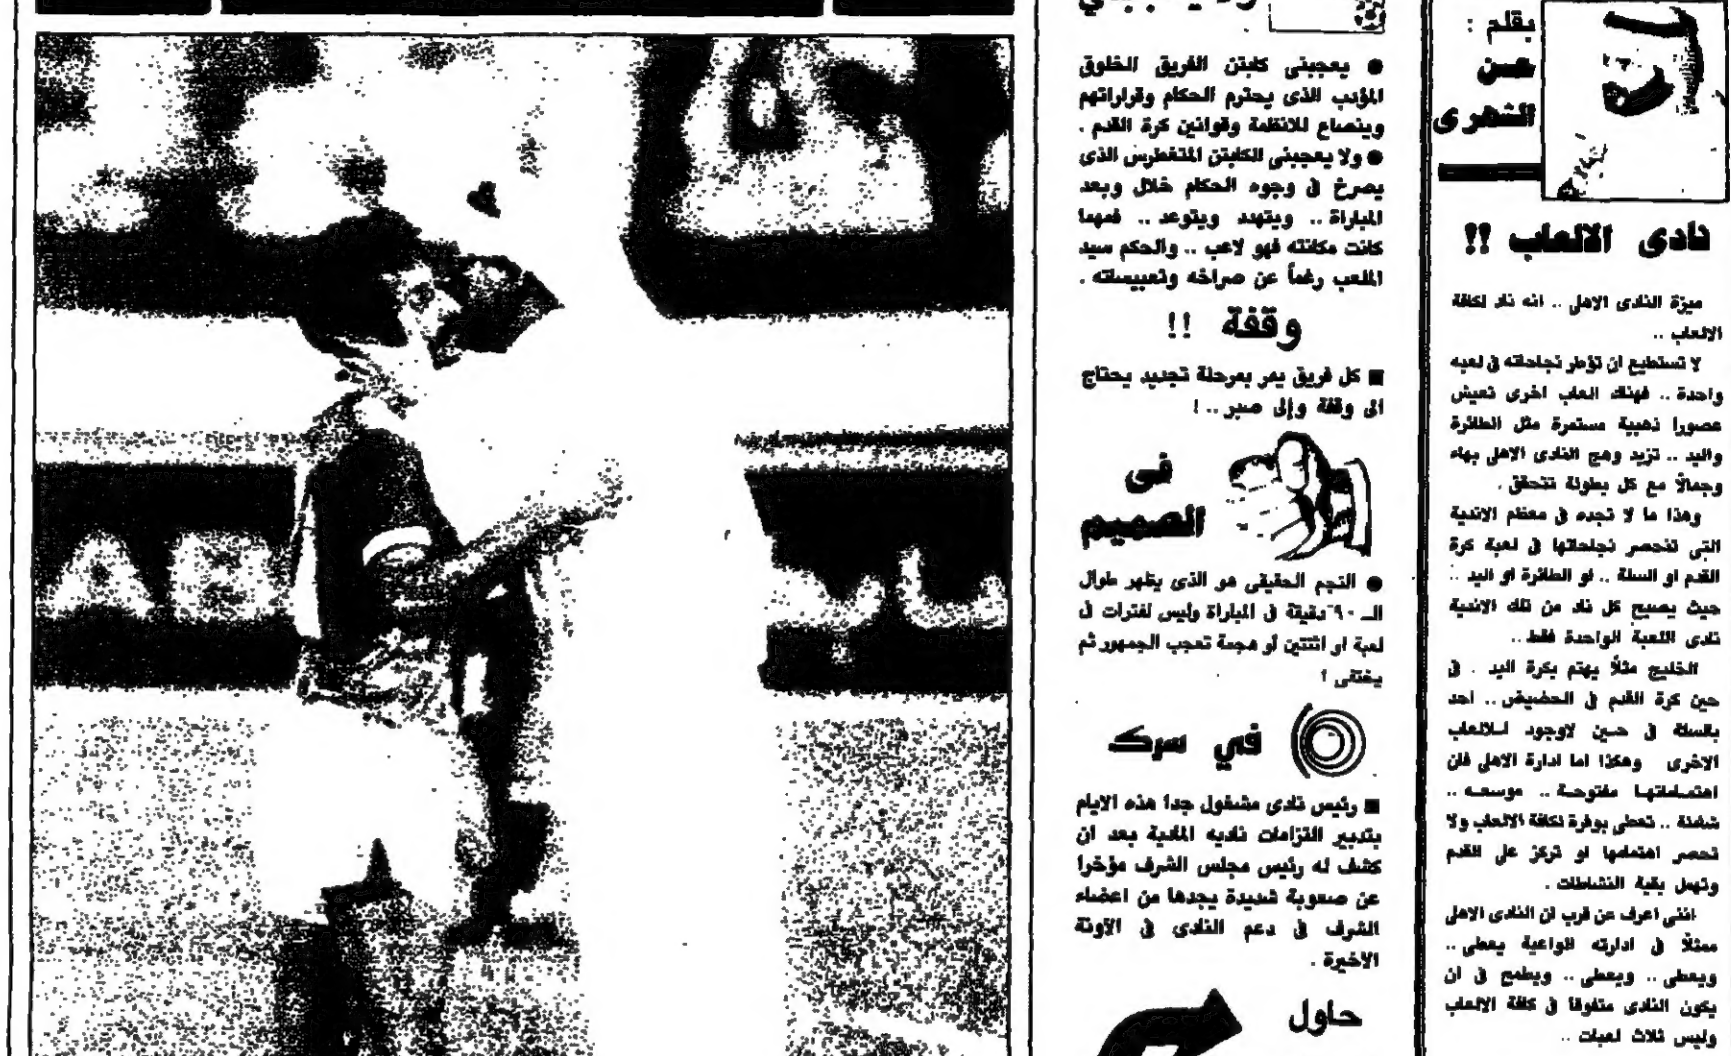 بقلم :
حسن
الشهرى
نادى الالعاب !!
ميزة النادى الاهلى .. انه ناد لكافة
الالعاب ..
لا تستطيع ان تؤطر نجاحاته فى لعبه
واحدة .. فهناك العاب اخرى تعيش
عصورا ذهبية مستمرة مثل الطائرة
واليد .. تزيد وهج النادى الاهلى بهاء
وجمالًا مع كل بطولة تتحقق .
وهذا ما لا تجده فى معظم الاندية
التى تنحصر نجاحاتها فى لعبة كرة
القدم او السلة .. او الطائرة او اليد ..
حيث يصبح كل ناد من تلك الاندية
نادى اللعبة الواحدة فقط ..
الخليج مثلًا يهتم بكرة اليد . فى
حين كرة القدم فى الحضيض .. احد
بالسلة فى حين لاوجود لـلالعاب
الاخرى وهكذا اما ادارة الاهلى فان
اهتماماتها مفتوحة .. موسعه ..
شاملة .. تعطى بوفرة لكافة الالعاب ولا
تحصر اهتمامها او تركز على القدم
وتهمل بقية النشاطات .
اننى اعرف عن قرب ان النادى الاهلى
ممثلًا فى ادارته الواعية يعطى ..
ويعطى .. ويعطى .. ويطمح فى ان
يكون النادى متفوقا فى كافة الالعاب
وليس ثلاث لعبات ..
● يعجبنى كابتن الفريق الخلوق
المؤدب الذى يحترم الحكام وقراراتهم
وينصاع للانظمة وقوانين كرة القدم .
● ولا يعجبنى الكابتن المتغطرس الذى
يصرخ فى وجوه الحكام خلال وبعد
المباراة .. ويتهدد ويتوعد .. فمهما
كانت مكانته فهو لاعب .. والحكم سيد
الملعب رغماً عن صراخه وتعبيساته .
وقفة !!
■ كل فريق يمر بمرحلة تجديد يحتاج
الى وقفة وإلى صبر .. !
فى
الصميم
● النجم الحقيقى هو الذى يظهر طوال
الـ ٩٠ دقيقة فى المباراة وليس لفترات فى
لعبة او اثنتين او هجمة تعجب الجمهور ثم
يختفى !
في سرك
■ رئيس نادى مشغول جدا هذه الايام
بتدبير التزامات ناديه المادية بعد ان
كشف له رئيس مجلس الشرف مؤخرا
عن صعوبة شديدة يجدها من اعضاء
الشرف فى دعم النادى فى الآونة
الاخيرة .
حاول